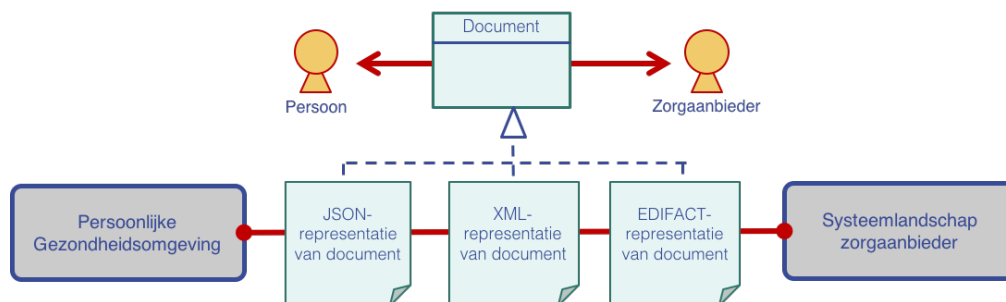 Document
Persoon
Zorgaanbieder
Persoonlijke
Gezondheidsomgeving
JSON-
representatie
van document
XML-
representatie
van document
EDIFACT-
representatie
van document
Systeemlandschap
zorgaanbieder